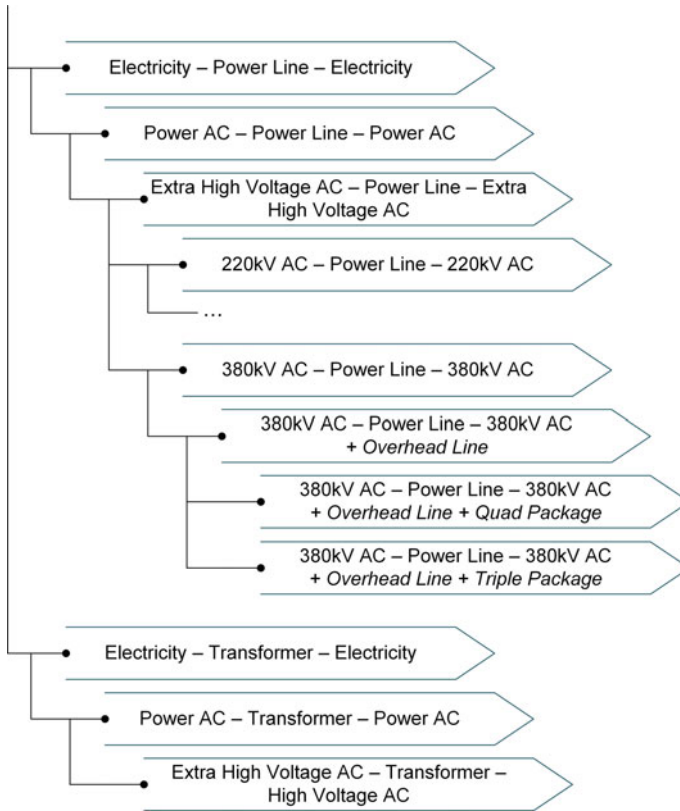 Electricity – Power Line – Electricity
Power AC – Power Line – Power AC
Extra High Voltage AC – Power Line – Extra
High Voltage AC
220kV AC – Power Line – 220kV AC
...
380kV AC – Power Line – 380kV AC
380kV AC – Power Line – 380kV AC
+ Overhead Line
380kV AC – Power Line – 380kV AC
+ Overhead Line + Quad Package
380kV AC – Power Line – 380kV AC
+ Overhead Line + Triple Package
Electricity – Transformer – Electricity
Power AC – Transformer – Power AC
Extra High Voltage AC – Transformer –
High Voltage AC